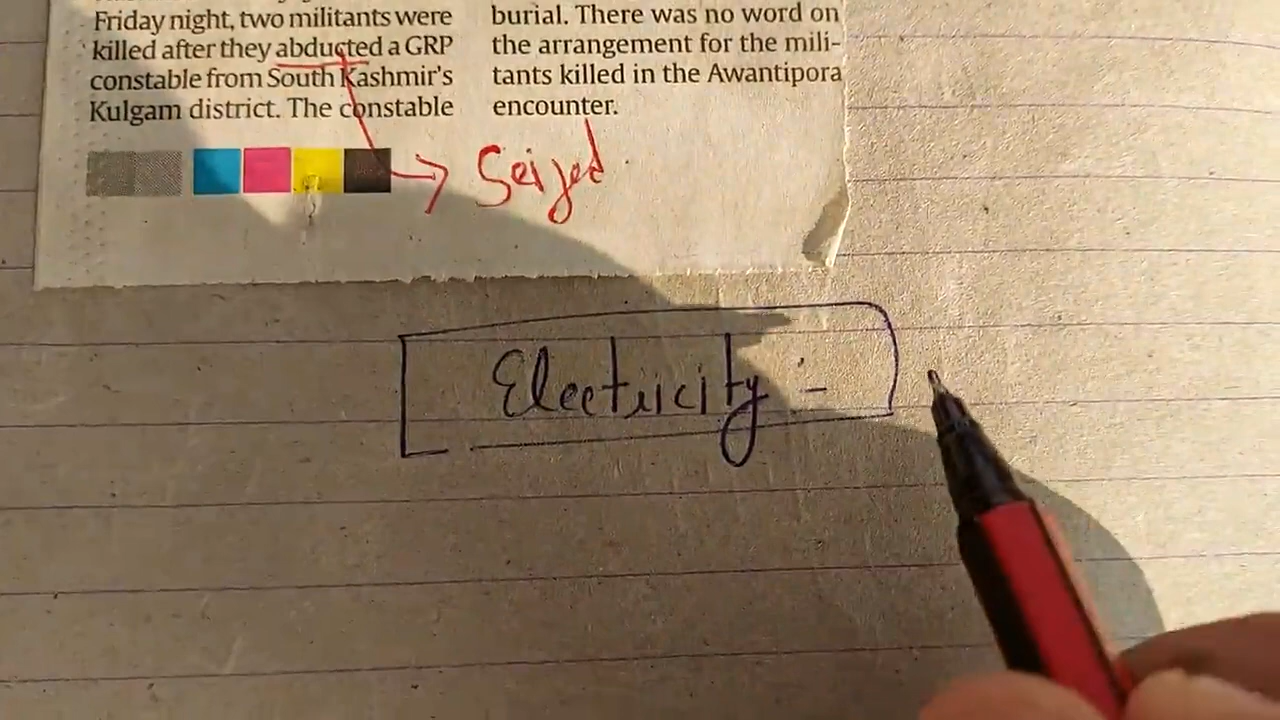 Friday night, two militants were
killed after they abducted a GRP
constable from South Kashmir's
Kulgam district. The constable
burial. There was no word on
the arrangement for the mili-
tants killed in the Awantipora
encounter.
Seized
Electricity :-